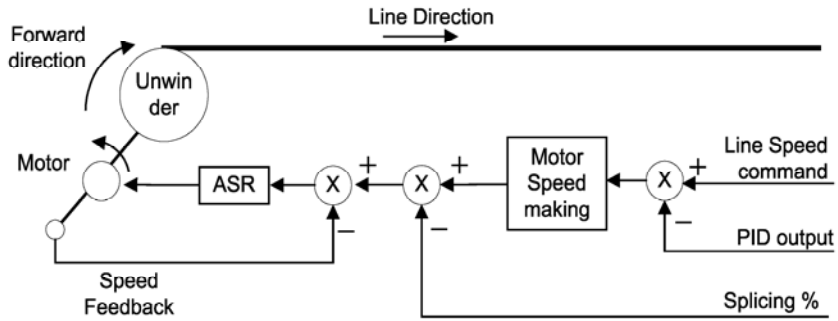 Line Direction
Forward
direction
Unwin
der
Motor
ASR
X
+
X
+
Motor
Speed
making
X
+
Line Speed
command
−
−
−
PID output
Speed
Feedback
Splicing %